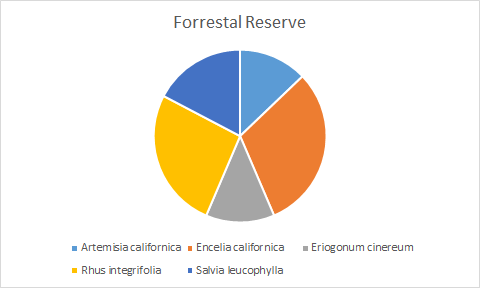 Forrestal Reserve
Artemisia californica Encelia californica Eriogonum cinereum
Rhus integrifolia Salvia leucophylla